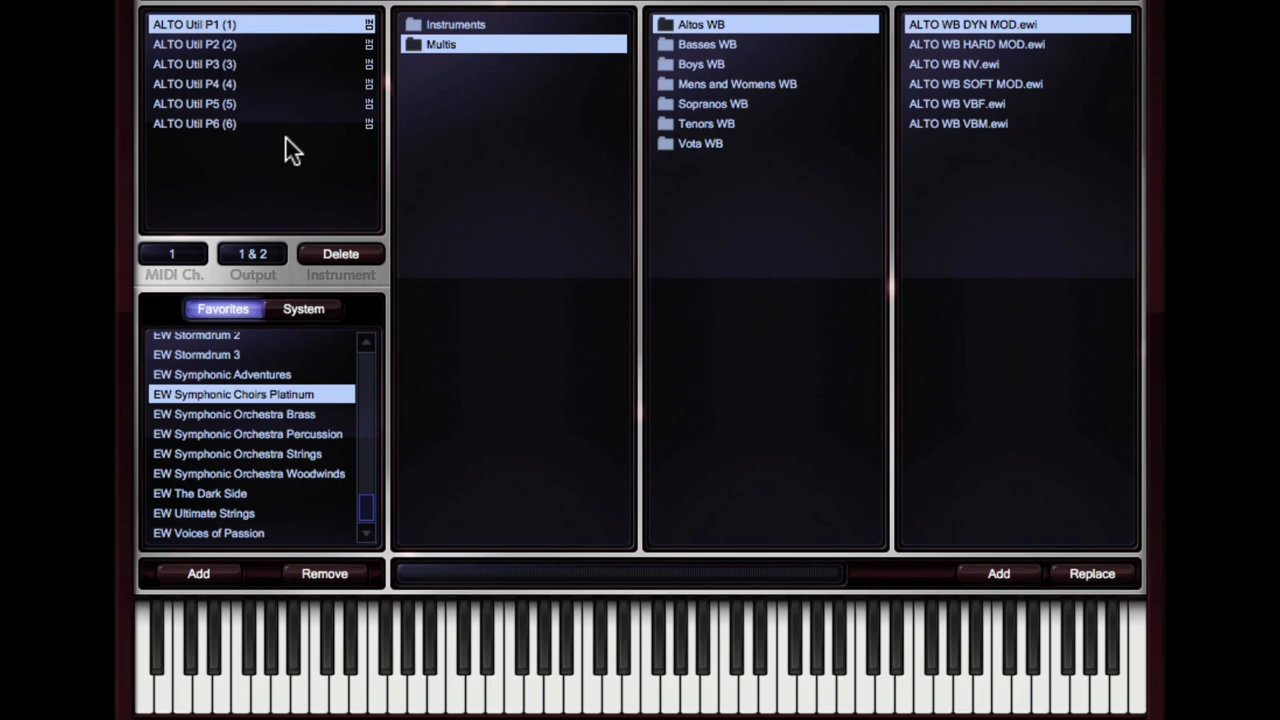 ALTO Util P1 (1)
ALTO Util P2 (2)
ALTO Util P3 (3)
ALTO Util P4 (4)
ALTO Util P5 (5)
ALTO Util P6 (6)
1
1 & 2
Delete
MIDI Ch.
Output
Instrument
Favorites
System
EW Stormdrum 2
EW Stormdrum 3
EW Symphonic Adventures
EW Symphonic Choirs Platinum
EW Symphonic Orchestra Brass
EW Symphonic Orchestra Percussion
EW Symphonic Orchestra Strings
EW Symphonic Orchestra Woodwinds
EW The Dark Side
EW Ultimate Strings
EW Voices of Passion
Add
Remove
Instruments
Multis
Altos WB
Basses WB
Boys WB
Mens and Womens WB
Sopranos WB
Tenors WB
Vota WB
ALTO WB DYN MOD.ewi
ALTO WB HARD MOD.ewi
ALTO WB NV.ewi
ALTO WB SOFT MOD.ewi
ALTO WB VBF.ewi
ALTO WB VBM.ewi
Add
Replace